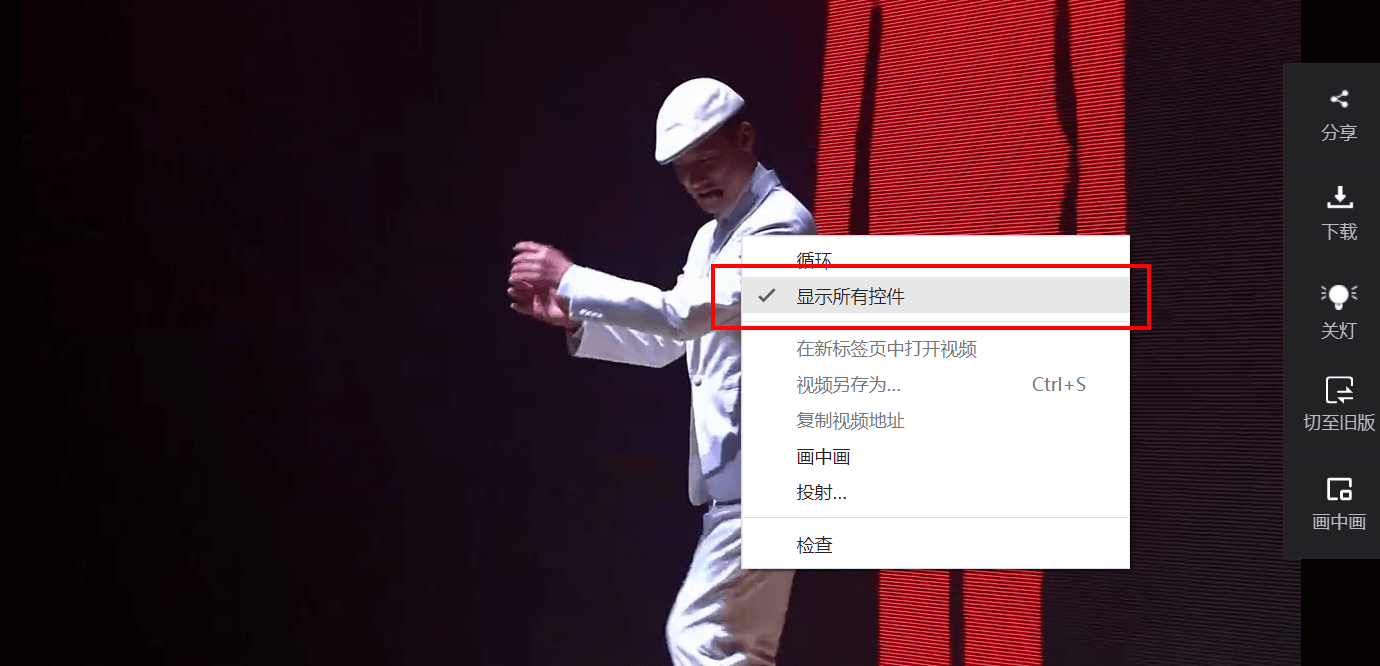 循环
显示所有控件
在新标签页中打开视频
视频另存为... Ctrl+S
复制视频地址
画中画
投射...
检查
分享
下载
关灯
切至旧版
画中画